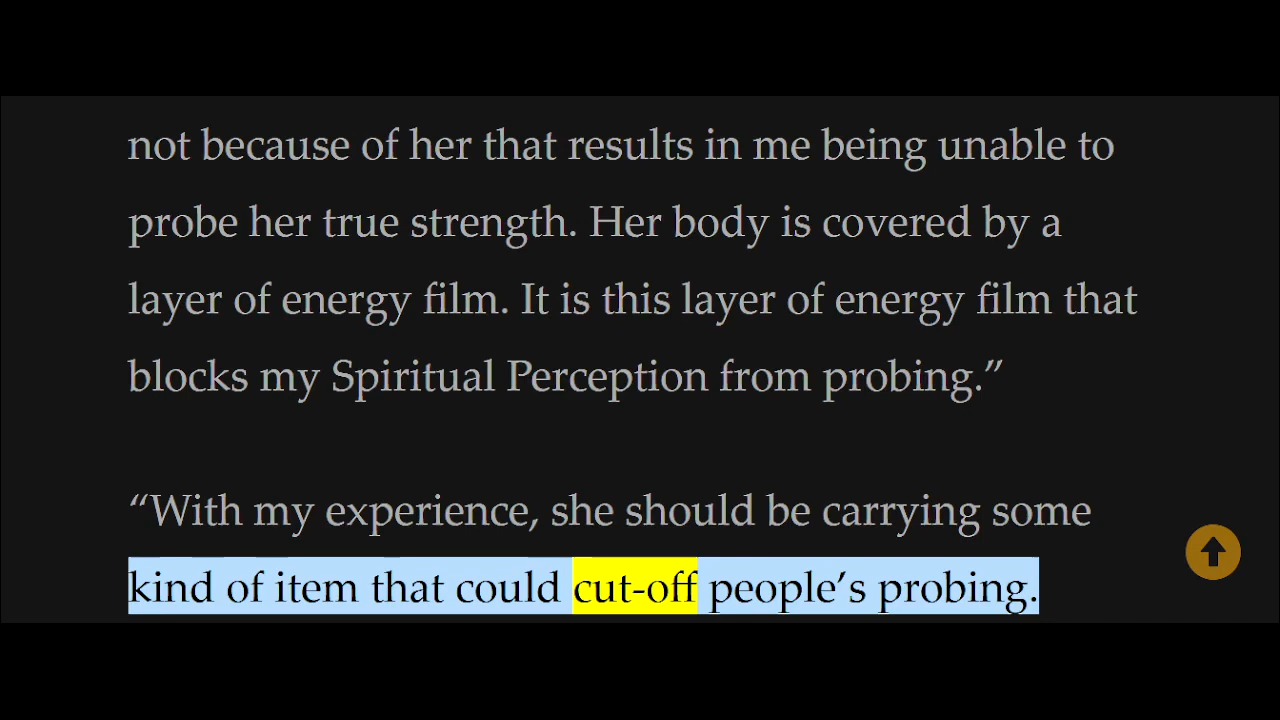 not because of her that results in me being unable to
probe her true strength. Her body is covered by a
layer of energy film. It is this layer of energy film that
blocks my Spiritual Perception from probing.”
“With my experience, she should be carrying some
kind of item that could cut-off people’s probing.